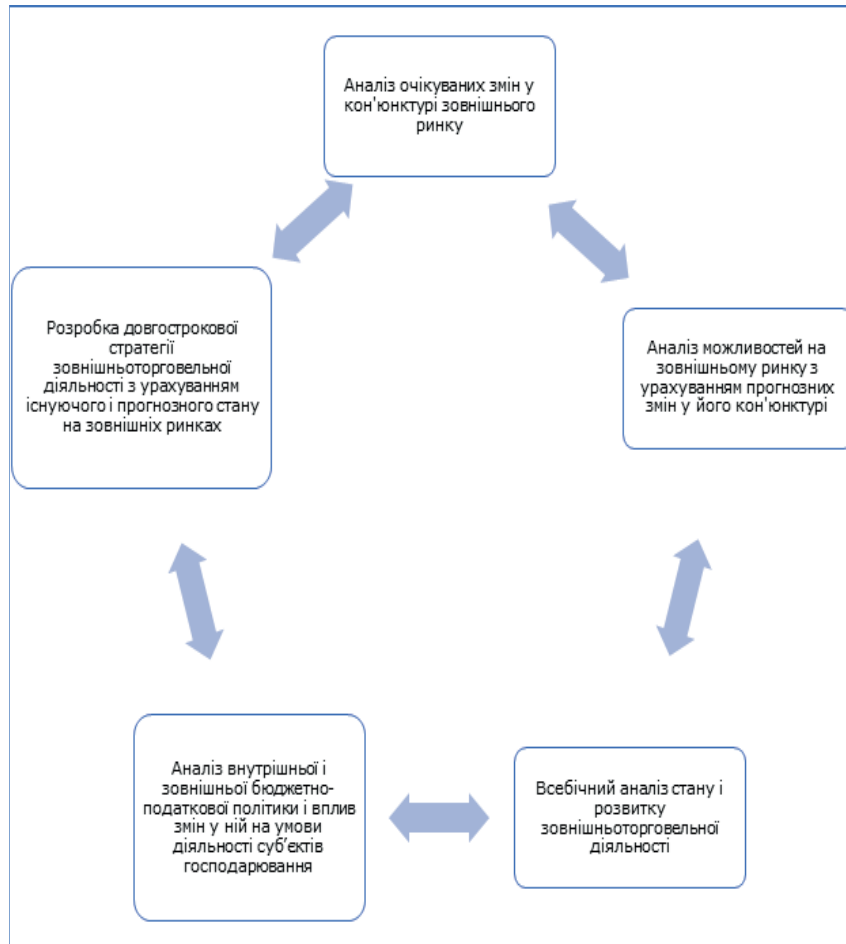 Аналіз очікуваних змін у
кон'юнктурі зовнішнього
ринку
Розробка довгострокової
стратегії
зовнішньоторговельної
діяльності з урахуванням
існуючого і прогнозного стану
на зовнішніх ринках
Аналіз можливостей на
зовнішньому ринку з
урахуванням прогнозних
змін у його кон'юнктурі
Аналіз внутрішньої і
зовнішньої бюджетно-
податкової політики і вплив
змін у ній на умови
діяльності суб'єктів
господарювання
Всебічний аналіз стану і
розвитку
зовнішньоторговельної
діяльності